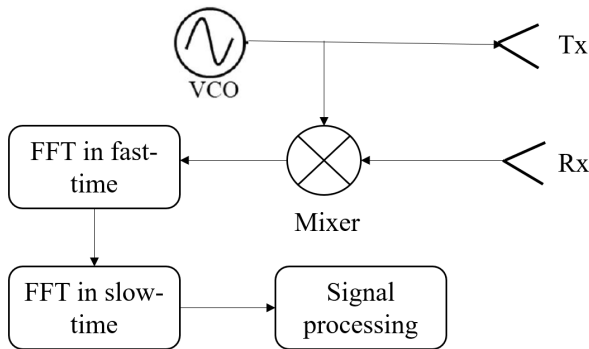 Tx
VCO
FFT in fast-
time
Rx
Mixer
FFT in slow-
time
Signal
processing